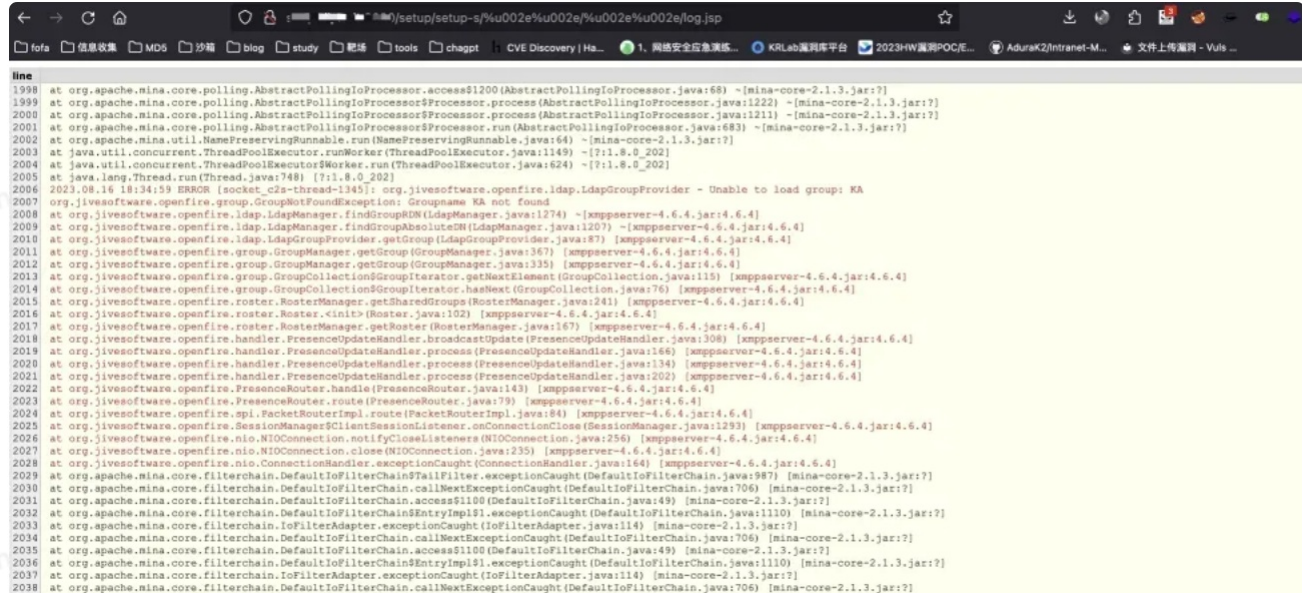 /setup/setup-s/%u002e%u002e/%u002e%u002e/log.jsp
fofa 信息收集 MD5 沙箱 blog study 靶场 tools chagpt CVE Discovery | Ha... 1、网络安全应急演练... KRLab漏洞库平台 2023HW漏洞POC/E... AduraK2/Intranet-M... 文件上传漏洞 - Vuls ...
line
1998 at org.apache.mina.core.polling.AbstractPollingIoProcessor.access$1200(AbstractPollingIoProcessor.java:68) ~[mina-core-2.1.3.jar:?]
1999 at org.apache.mina.core.polling.AbstractPollingIoProcessor$Processor.process(AbstractPollingIoProcessor.java:1222) ~[mina-core-2.1.3.jar:?]
2000 at org.apache.mina.core.polling.AbstractPollingIoProcessor$Processor.process(AbstractPollingIoProcessor.java:1211) ~[mina-core-2.1.3.jar:?]
2001 at org.apache.mina.core.polling.AbstractPollingIoProcessor$Processor.run(AbstractPollingIoProcessor.java:683) ~[mina-core-2.1.3.jar:?]
2002 at org.apache.mina.util.NamePreservingRunnable.run(NamePreservingRunnable.java:64) ~[mina-core-2.1.3.jar:?]
2003 at java.util.concurrent.ThreadPoolExecutor.runWorker(ThreadPoolExecutor.java:1149) ~[?:1.8.0_202]
2004 at java.util.concurrent.ThreadPoolExecutor$Worker.run(ThreadPoolExecutor.java:624) ~[?:1.8.0_202]
2005 at java.lang.Thread.run(Thread.java:748) [?:1.8.0_202]
2006 2023.08.16 18:34:59 ERROR [socket_c2s-thread-1345]: org.jivesoftware.openfire.ldap.LdapGroupProvider - Unable to load group: KA
2007 org.jivesoftware.openfire.group.GroupNotFoundException: Groupname KA not found
2008 at org.jivesoftware.openfire.ldap.LdapManager.findGroupRDN(LdapManager.java:1274) ~[xmppserver-4.6.4.jar:4.6.4]
2009 at org.jivesoftware.openfire.ldap.LdapManager.findGroupAbsoluteDN(LdapManager.java:1207) ~[xmppserver-4.6.4.jar:4.6.4]
2010 at org.jivesoftware.openfire.ldap.LdapGroupProvider.getGroup(LdapGroupProvider.java:87) [xmppserver-4.6.4.jar:4.6.4]
2011 at org.jivesoftware.openfire.group.GroupManager.getGroup(GroupManager.java:367) [xmppserver-4.6.4.jar:4.6.4]
2012 at org.jivesoftware.openfire.group.GroupManager.getGroup(GroupManager.java:335) [xmppserver-4.6.4.jar:4.6.4]
2013 at org.jivesoftware.openfire.group.GroupCollection$GroupIterator.getNextElement(GroupCollection.java:115) [xmppserver-4.6.4.jar:4.6.4]
2014 at org.jivesoftware.openfire.group.GroupCollection$GroupIterator.hasNext(GroupCollection.java:76) [xmppserver-4.6.4.jar:4.6.4]
2015 at org.jivesoftware.openfire.roster.RosterManager.getSharedGroups(RosterManager.java:241) [xmppserver-4.6.4.jar:4.6.4]
2016 at org.jivesoftware.openfire.roster.Roster.<init>(Roster.java:102) [xmppserver-4.6.4.jar:4.6.4]
2017 at org.jivesoftware.openfire.roster.RosterManager.getRoster(RosterManager.java:167) [xmppserver-4.6.4.jar:4.6.4]
2018 at org.jivesoftware.openfire.handler.PresenceUpdateHandler.broadcastUpdate(PresenceUpdateHandler.java:308) [xmppserver-4.6.4.jar:4.6.4]
2019 at org.jivesoftware.openfire.handler.PresenceUpdateHandler.process(PresenceUpdateHandler.java:166) [xmppserver-4.6.4.jar:4.6.4]
2020 at org.jivesoftware.openfire.handler.PresenceUpdateHandler.process(PresenceUpdateHandler.java:134) [xmppserver-4.6.4.jar:4.6.4]
2021 at org.jivesoftware.openfire.handler.PresenceUpdateHandler.process(PresenceUpdateHandler.java:202) [xmppserver-4.6.4.jar:4.6.4]
2022 at org.jivesoftware.openfire.PresenceRouter.handle(PresenceRouter.java:143) [xmppserver-4.6.4.jar:4.6.4]
2023 at org.jivesoftware.openfire.PresenceRouter.route(PresenceRouter.java:79) [xmppserver-4.6.4.jar:4.6.4]
2024 at org.jivesoftware.openfire.spi.PacketRouterImpl.route(PacketRouterImpl.java:84) [xmppserver-4.6.4.jar:4.6.4]
2025 at org.jivesoftware.openfire.SessionManager$ClientSessionListener.onConnectionClose(SessionManager.java:1293) [xmppserver-4.6.4.jar:4.6.4]
2026 at org.jivesoftware.openfire.nio.NIOConnection.notifyCloseListeners(NIOConnection.java:256) [xmppserver-4.6.4.jar:4.6.4]
2027 at org.jivesoftware.openfire.nio.NIOConnection.close(NIOConnection.java:235) [xmppserver-4.6.4.jar:4.6.4]
2028 at org.jivesoftware.openfire.nio.ConnectionHandler.exceptionCaught(ConnectionHandler.java:164) [xmppserver-4.6.4.jar:4.6.4]
2029 at org.apache.mina.core.filterchain.DefaultIoFilterChain$TailFilter.exceptionCaught(DefaultIoFilterChain.java:987) [mina-core-2.1.3.jar:?]
2030 at org.apache.mina.core.filterchain.DefaultIoFilterChain.callNextExceptionCaught(DefaultIoFilterChain.java:706) [mina-core-2.1.3.jar:?]
2031 at org.apache.mina.core.filterchain.DefaultIoFilterChain.access$1100(DefaultIoFilterChain.java:49) [mina-core-2.1.3.jar:?]
2032 at org.apache.mina.core.filterchain.DefaultIoFilterChain$EntryImpl$1.exceptionCaught(DefaultIoFilterChain.java:1110) [mina-core-2.1.3.jar:?]
2033 at org.apache.mina.core.filterchain.IoFilterAdapter.exceptionCaught(IoFilterAdapter.java:114) [mina-core-2.1.3.jar:?]
2034 at org.apache.mina.core.filterchain.DefaultIoFilterChain.callNextExceptionCaught(DefaultIoFilterChain.java:706) [mina-core-2.1.3.jar:?]
2035 at org.apache.mina.core.filterchain.DefaultIoFilterChain.access$1100(DefaultIoFilterChain.java:49) [mina-core-2.1.3.jar:?]
2036 at org.apache.mina.core.filterchain.DefaultIoFilterChain$EntryImpl$1.exceptionCaught(DefaultIoFilterChain.java:1110) [mina-core-2.1.3.jar:?]
2037 at org.apache.mina.core.filterchain.IoFilterAdapter.exceptionCaught(IoFilterAdapter.java:114) [mina-core-2.1.3.jar:?]
2038 at org.apache.mina.core.filterchain.DefaultIoFilterChain.callNextExceptionCaught(DefaultIoFilterChain.java:706) [mina-core-2.1.3.jar:?]